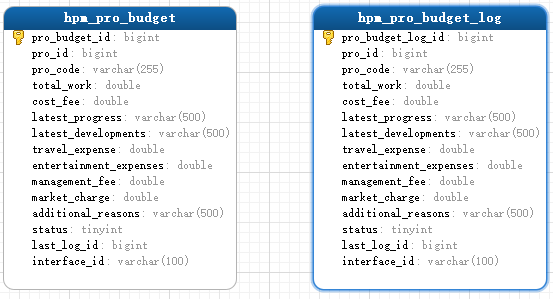 hpm_pro_budget
pro_budget_id: bigint
pro_id: bigint
pro_code: varchar(255)
total_work: double
cost_fee: double
latest_progress: varchar(500)
latest_developments: varchar(500)
travel_expense: double
entertainment_expenses: double
management_fee: double
market_charge: double
additional_reasons: varchar(500)
status: tinyint
last_log_id: bigint
interface_id: varchar(100)
hpm_pro_budget_log
pro_budget_log_id: bigint
pro_id: bigint
pro_code: varchar(255)
total_work: double
cost_fee: double
latest_progress: varchar(500)
latest_developments: varchar(500)
travel_expense: double
entertainment_expenses: double
management_fee: double
market_charge: double
additional_reasons: varchar(500)
status: tinyint
last_log_id: bigint
interface_id: varchar(100)